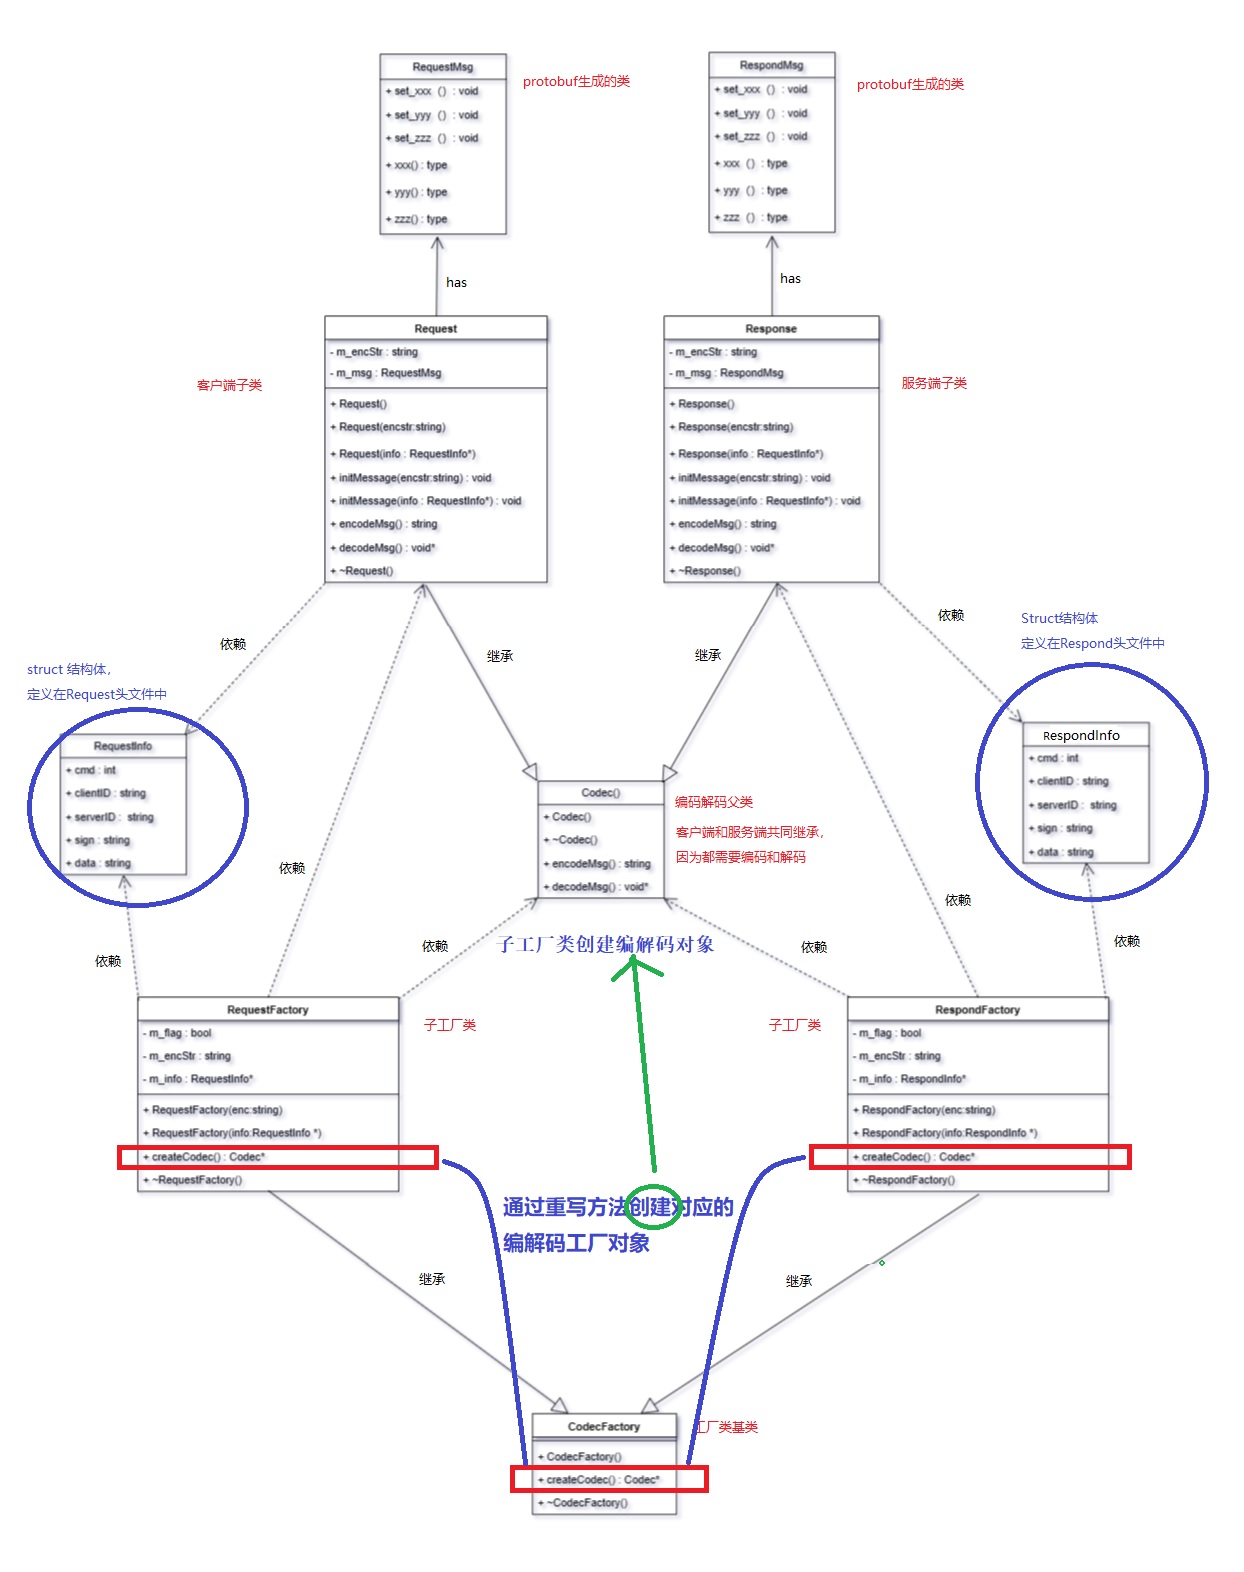 RequestMsg
+ set_xxx () : void
+ set_yyy () : void
+ set_zzz () : void
+ xxx() : type
+ yyy() : type
+ zzz() : type
protobuf生成的类
RespondMsg
+ set_xxx () : void
+ set_yyy () : void
+ set_zzz () : void
+ xxx () : type
+ yyy () : type
+ zzz () : type
protobuf生成的类
has
has
Request
- m_encStr : string
- m_msg : RequestMsg
+ Request()
+ Request(encstr:string)
+ Request(info : RequestInfo*)
+ initMessage(encstr:string) : void
+ initMessage(info : RequestInfo*) : void
+ encodeMsg() : string
+ decodeMsg() : void*
+ ~Request()
客户端子类
Response
- m_encStr : string
- m_msg : RespondMsg
+ Response()
+ Response(encstr:string)
+ Response(info : RequestInfo*)
+ initMessage(encstr:string) : void
+ initMessage(info : RequestInfo*) : void
+ encodeMsg() : string
+ decodeMsg() : void*
+ ~Response()
服务端子类
依赖
继承
继承
依赖
struct 结构体，
定义在Request头文件中
Struct结构体
定义在Respond头文件中
RequestInfo
+ cmd : int
+ clientID : string
+ serverID : string
+ sign : string
+ data : string
RespondInfo
+ cmd : int
+ clientID : string
+ serverID : string
+ sign : string
+ data : string
Codec()
+ Codec()
+ ~Codec()
+ encodeMsg() : string
+ decodeMsg() : void*
编码解码父类
客户端和服务端共同继承，
因为都需要编码和解码
依赖
依赖
依赖
依赖
依赖
依赖
子工厂类创建编解码对象
RequestFactory
- m_flag : bool
- m_encStr : string
- m_info : RequestInfo*
+ RequestFactory(enc:string)
+ RequestFactory(info:RequestInfo *)
+ createCodec() : Codec*
+ ~RequestFactory()
子工厂类
子工厂类
RespondFactory
- m_flag : bool
- m_encStr : string
- m_info : RespondInfo*
+ RespondFactory(enc:string)
+ RespondFactory(info:RespondInfo *)
+ createCodec() : Codec*
+ ~RespondFactory()
通过重写方法创建对应的
编解码工厂对象
继承
继承
CodecFactory
+ CodecFactory()
+ createCodec() : Codec*
+ ~CodecFactory()
工厂类基类